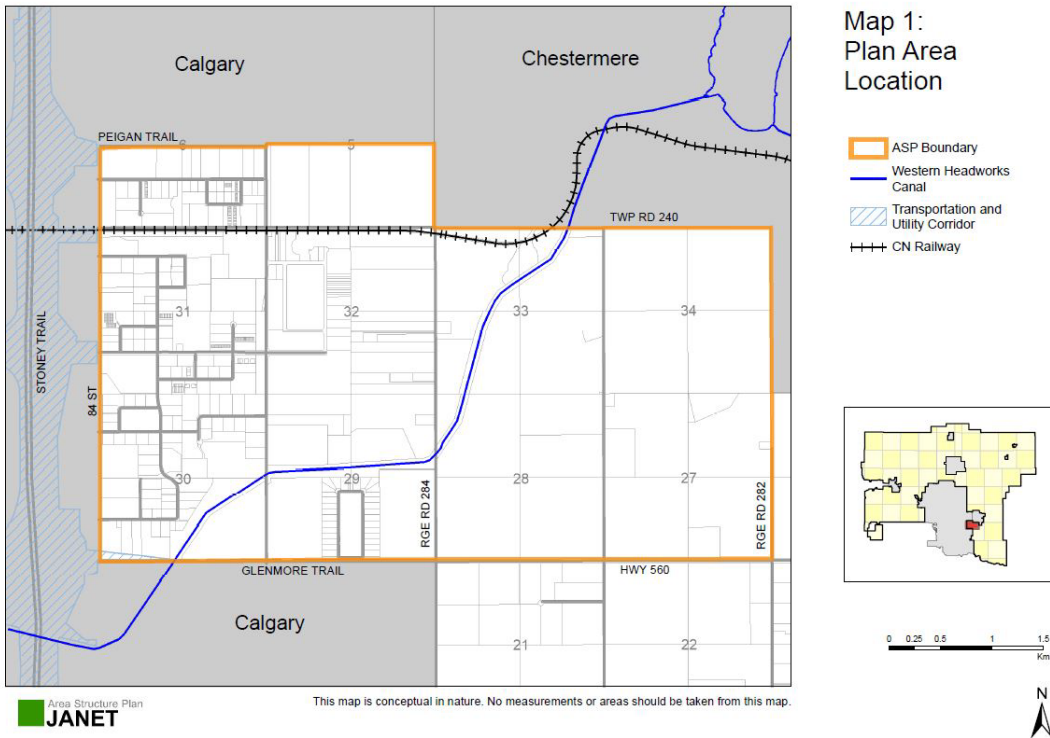 Map 1:
Plan Area
Location
Calgary
Chestermere
PEIGAN TRAIL
6
5
TWP RD 240
ASP Boundary
Western Headworks
Canal
Transportation and
Utility Corridor
CN Railway
STONEY TRAIL
84 ST
31
32
33
34
30
29
28
27
RGE RD 284
RGE RD 282
GLENMORE TRAIL
HWY 560
Calgary
21
22
0 0.25 0.5 1 1.5
Km
N
Area Structure Plan
JANET
This map is conceptual in nature. No measurements or areas should be taken from this map.